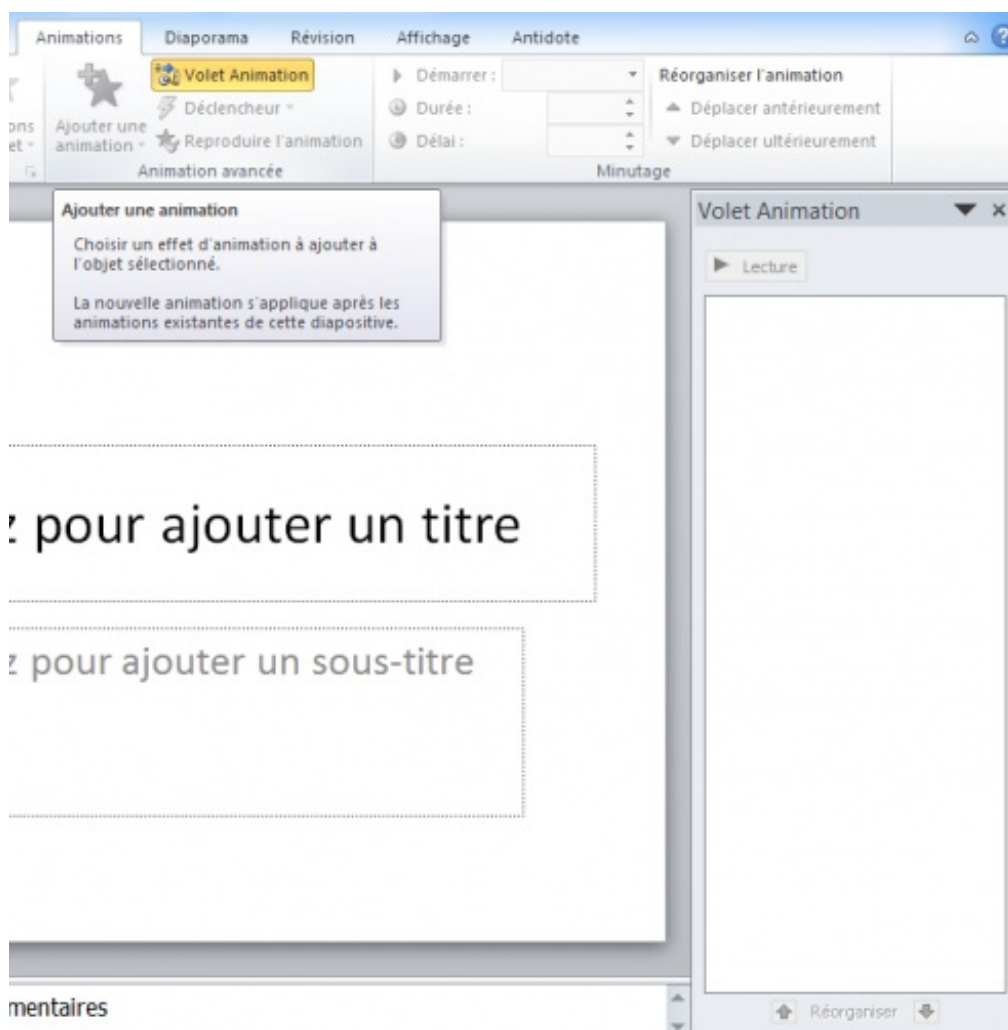 Animations Diaporama Révision Affichage Antidote
Volet Animation
Déclencheur
Reproduire l'animation
Ajouter une
animation
Animation avancée
Démarrer :
Durée :
Délai :
Minutage
Réorganiser l'animation
Déplacer antérieurement
Déplacer ultérieurement
Ajouter une animation
Choisir un effet d'animation à ajouter à
l'objet sélectionné.
La nouvelle animation s'applique après les
animations existantes de cette diapositive.
Volet Animation
Lecture
z pour ajouter un titre
z pour ajouter un sous-titre
mentaires
Réorganiser